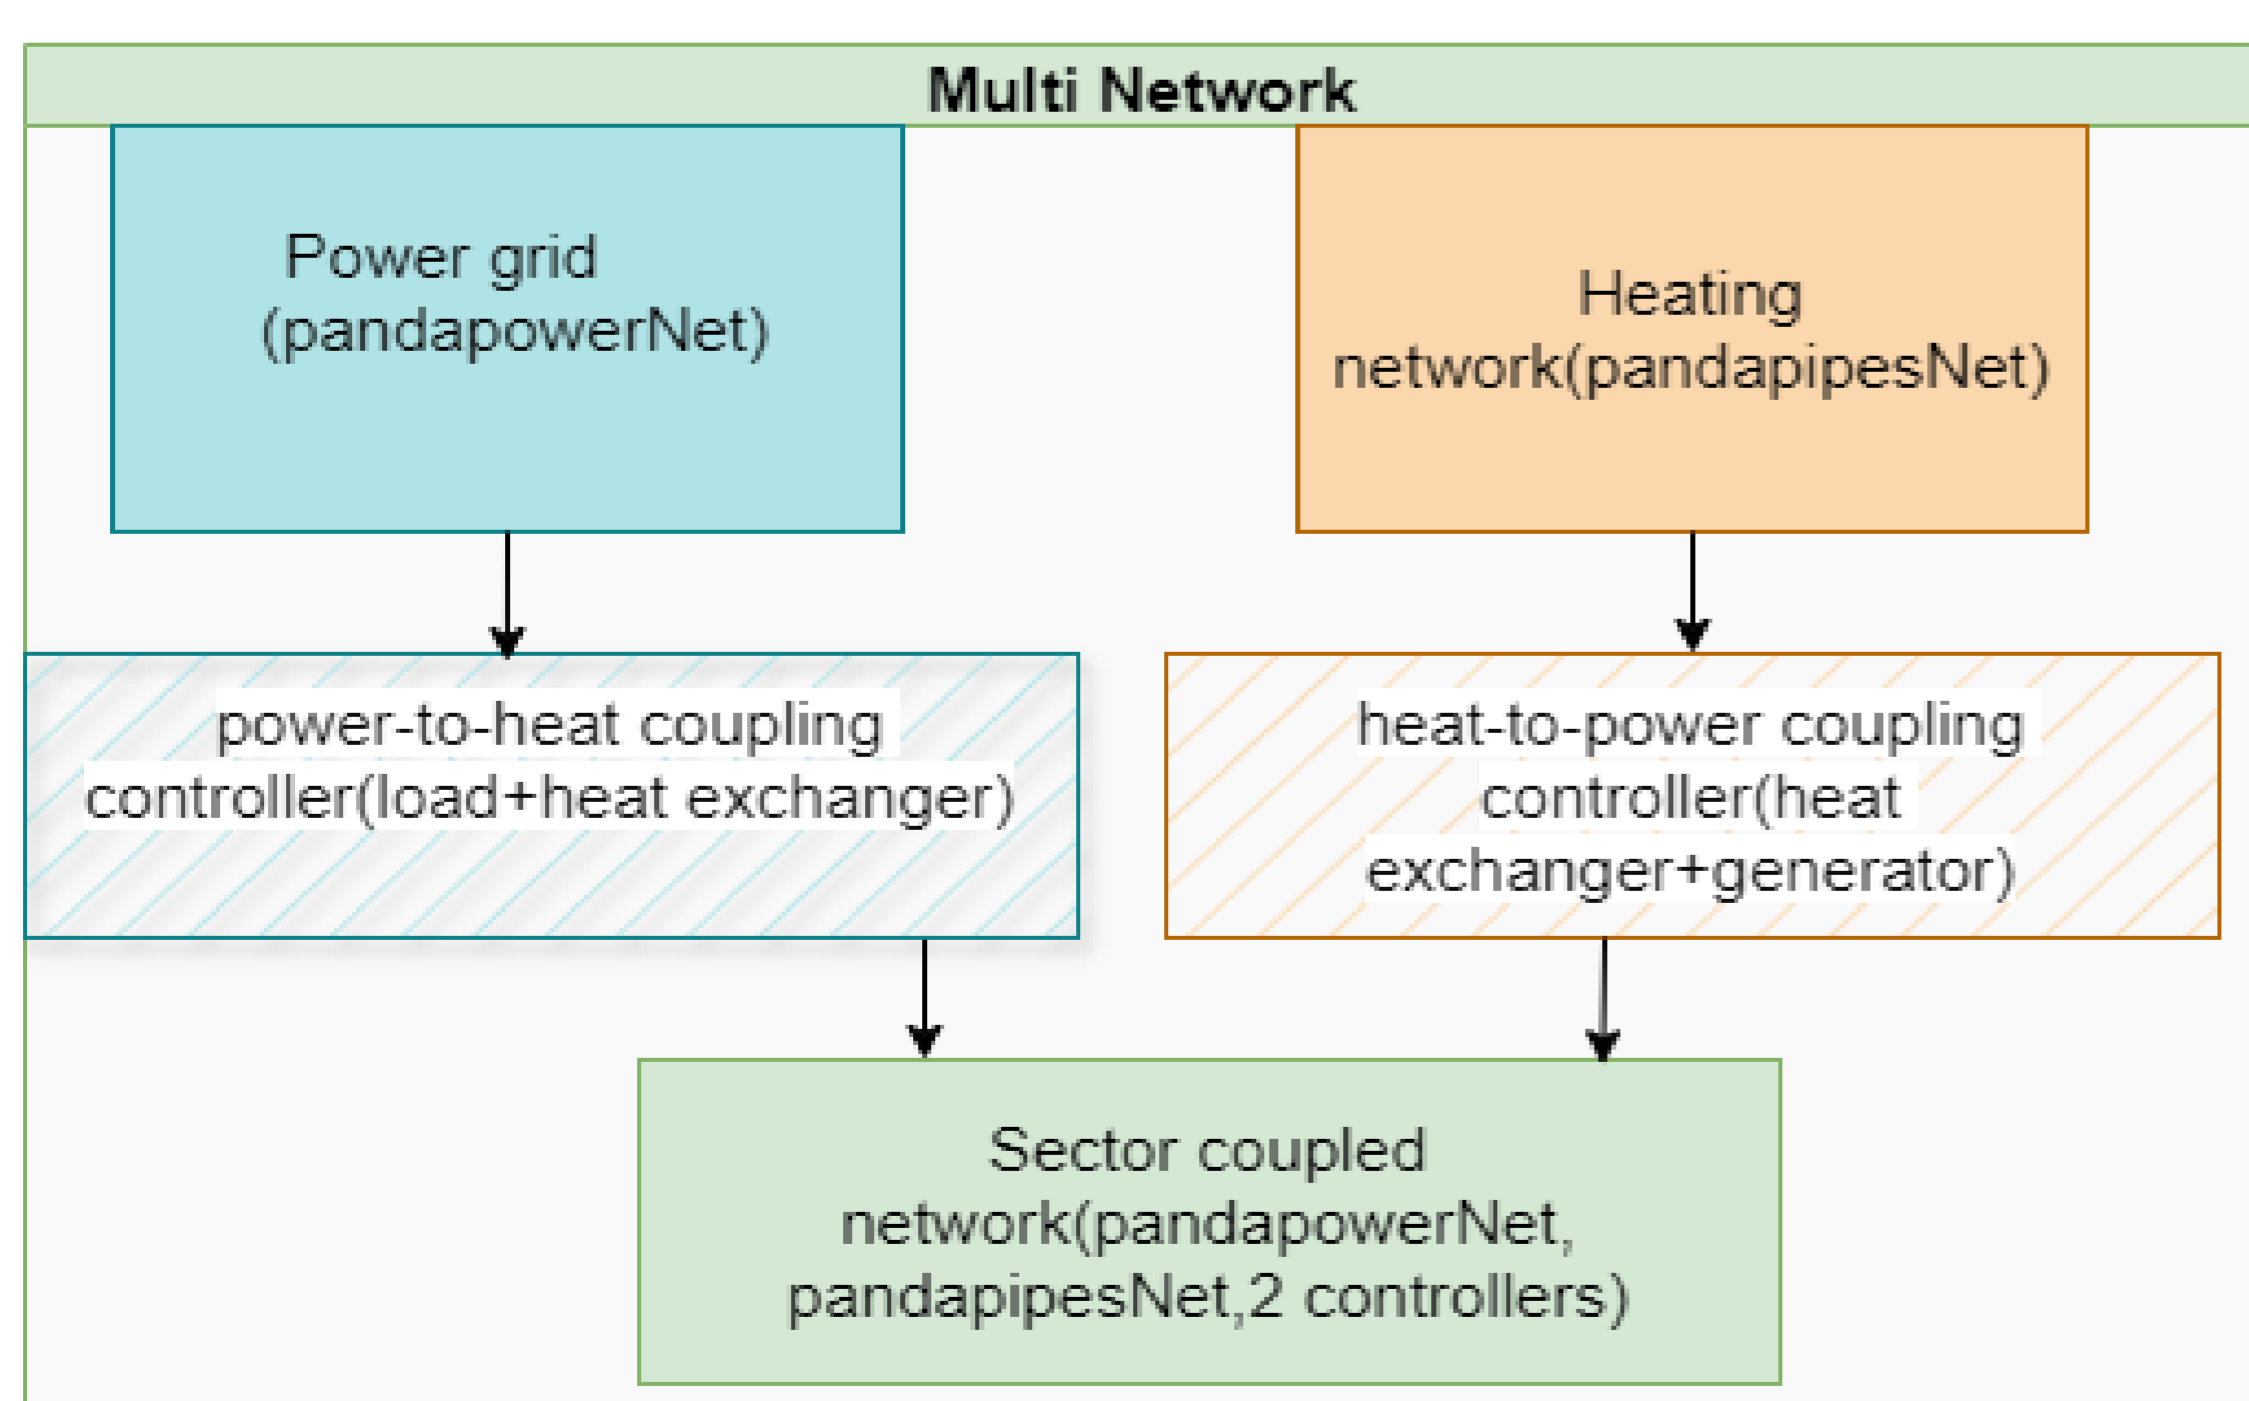 Multi Network
Power grid
(pandapowerNet)
Heating
network(pandapipesNet)
power-to-heat coupling
controller(load+heat exchanger)
heat-to-power coupling
controller(heat
exchanger+generator)
Sector coupled
network(pandapowerNet,
pandapipesNet,2 controllers)